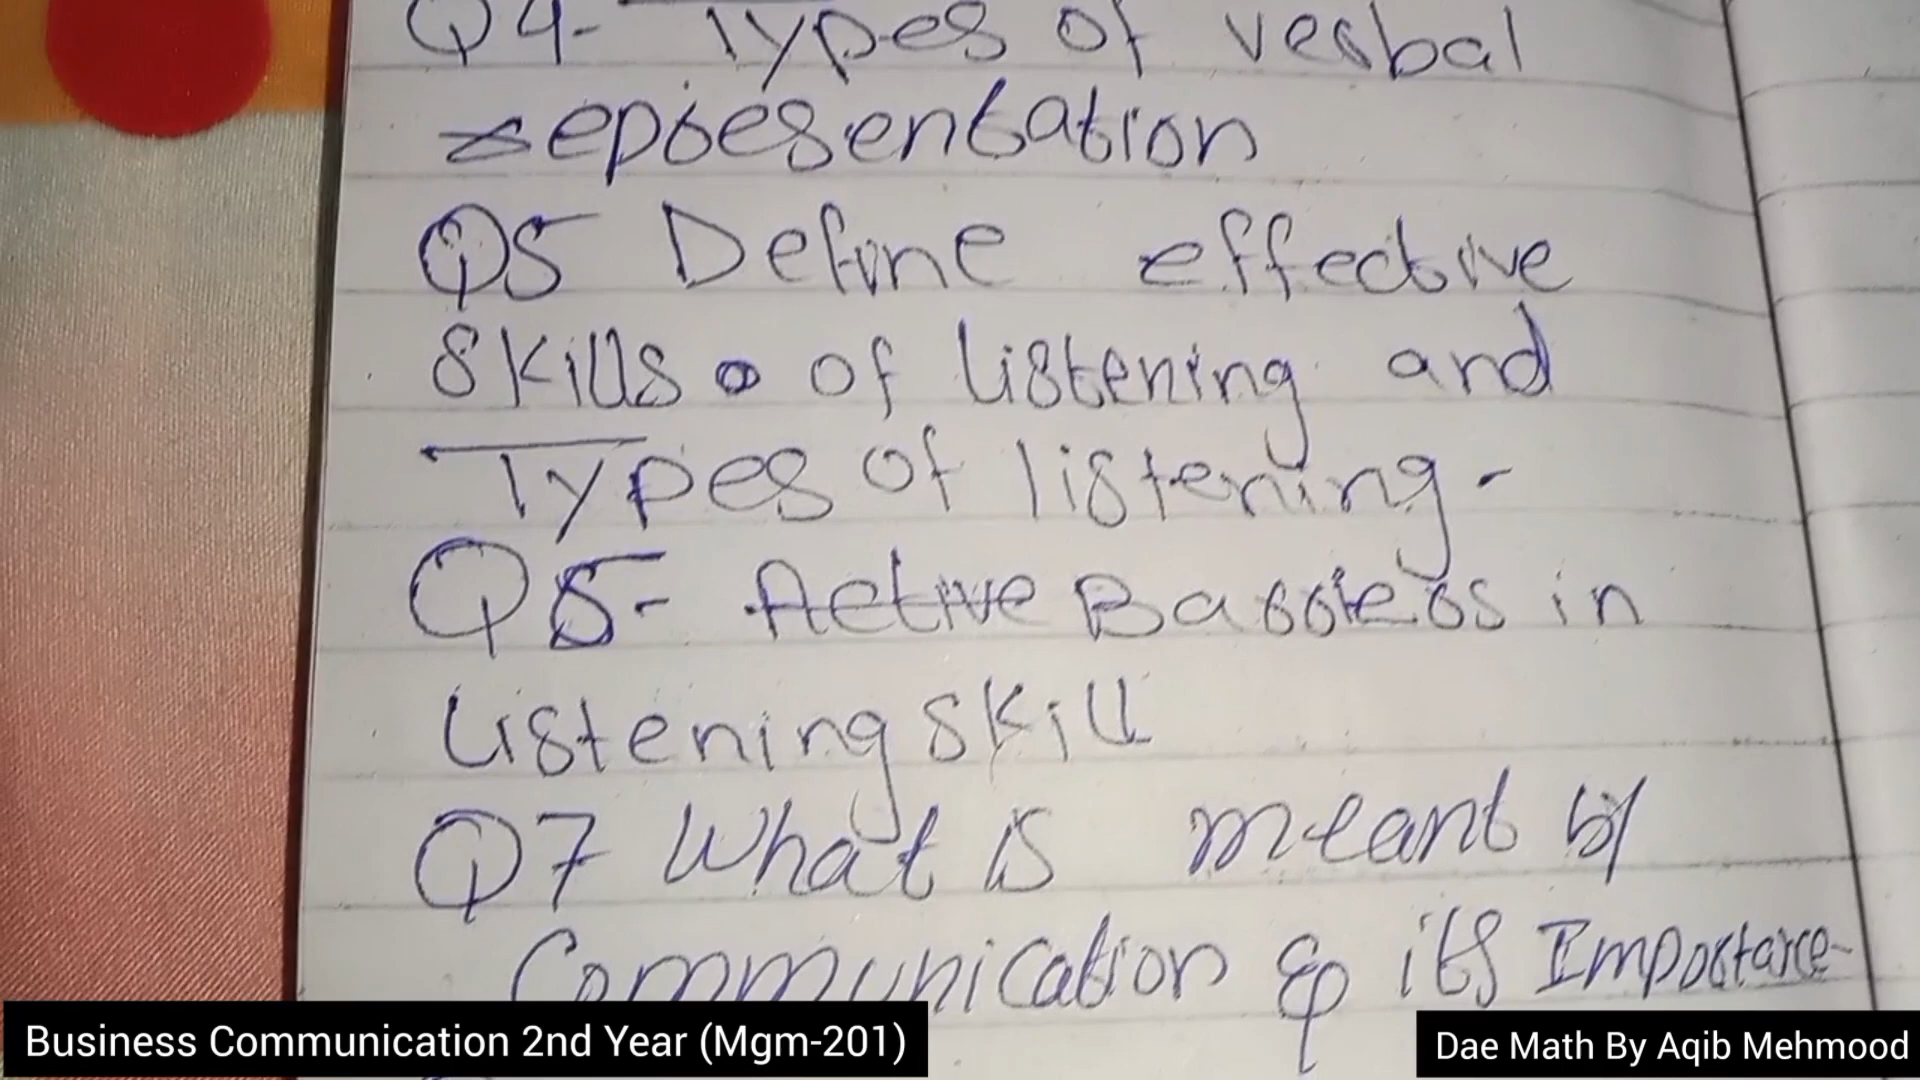 Q4- Types of verbal
representation
Q5 Define effective
Skills of listening and
Types of listening-
Q6- Barriers in
Listening Skill
Q7 What is meant by
Communication & its Importance-
Business Communication 2nd Year (Mgm-201)
Dae Math By Aqib Mehmood